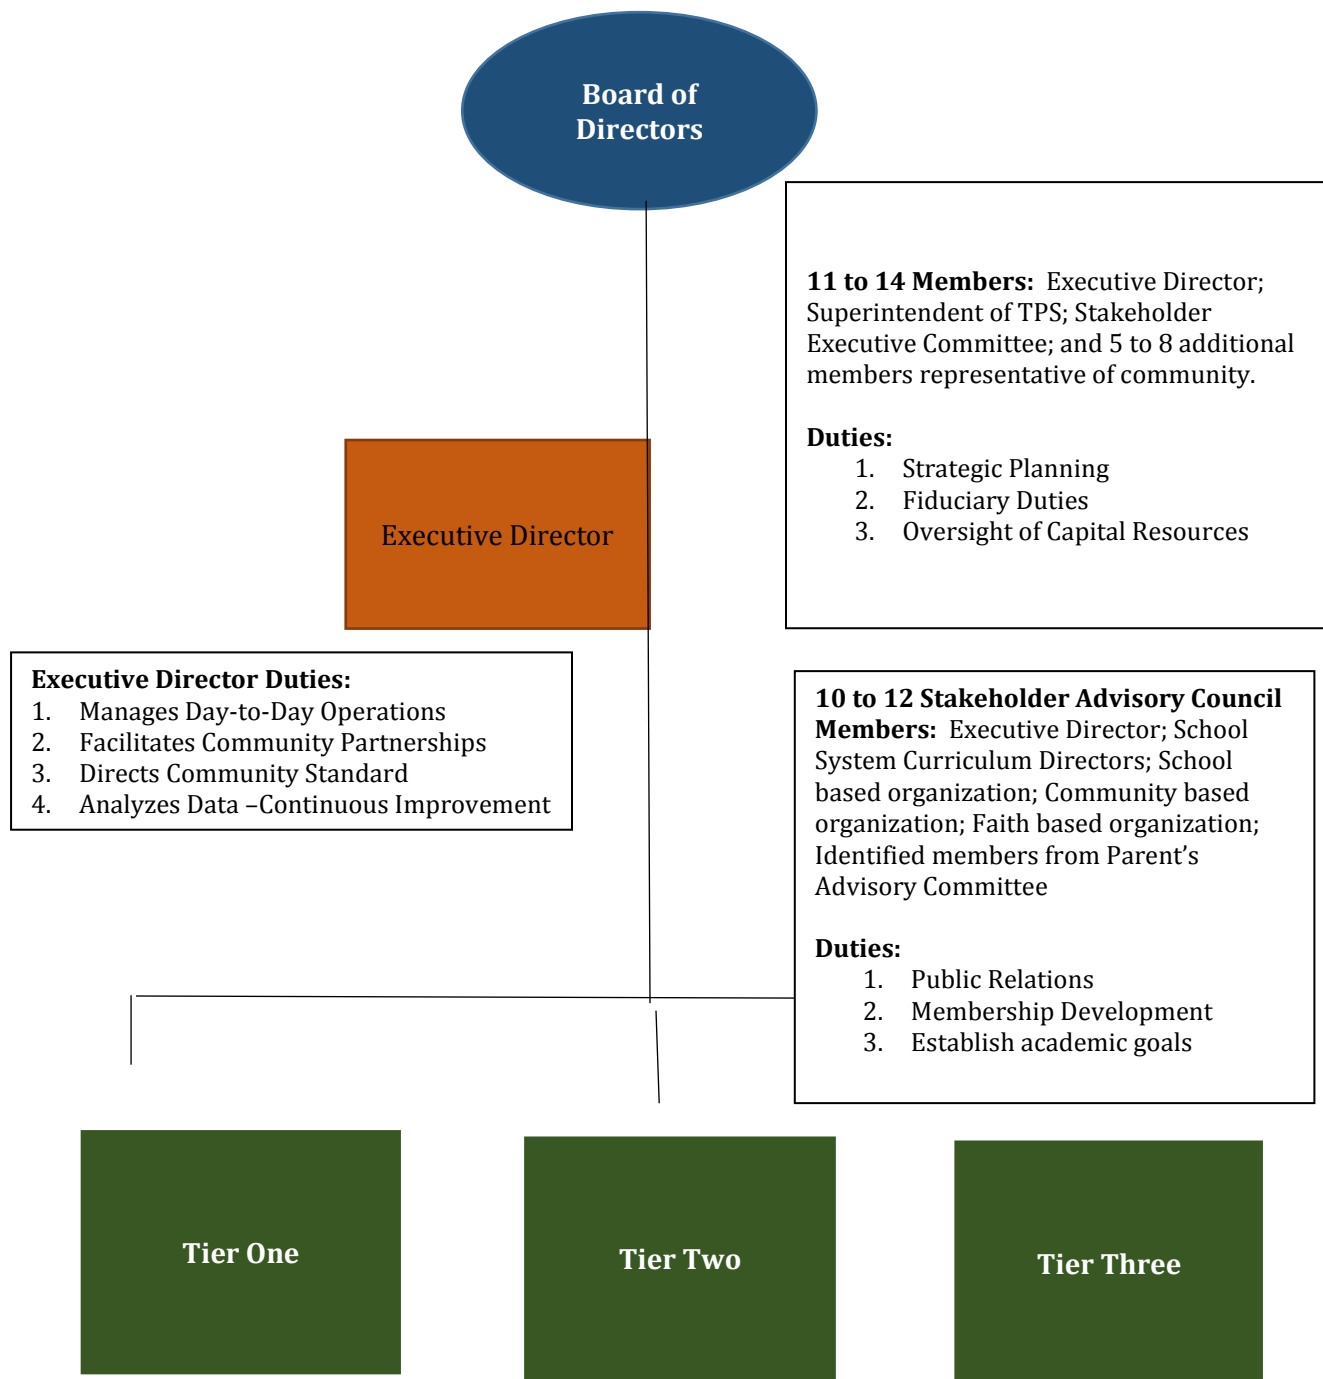 Board of
Directors
11 to 14 Members:  Executive Director;
Superintendent of TPS; Stakeholder
Executive Committee; and 5 to 8 additional
members representative of community.
Duties:
1. Strategic Planning
2. Fiduciary Duties
3. Oversight of Capital Resources
Executive Director
Executive Director Duties:
1. Manages Day-to-Day Operations
2. Facilitates Community Partnerships
3. Directs Community Standard
4. Analyzes Data –Continuous Improvement
10 to 12 Stakeholder Advisory Council
Members:  Executive Director; School
System Curriculum Directors; School
based organization; Community based
organization; Faith based organization;
Identified members from Parent’s
Advisory Committee
Duties:
1. Public Relations
2. Membership Development
3. Establish academic goals
Tier One
Tier Two
Tier Three